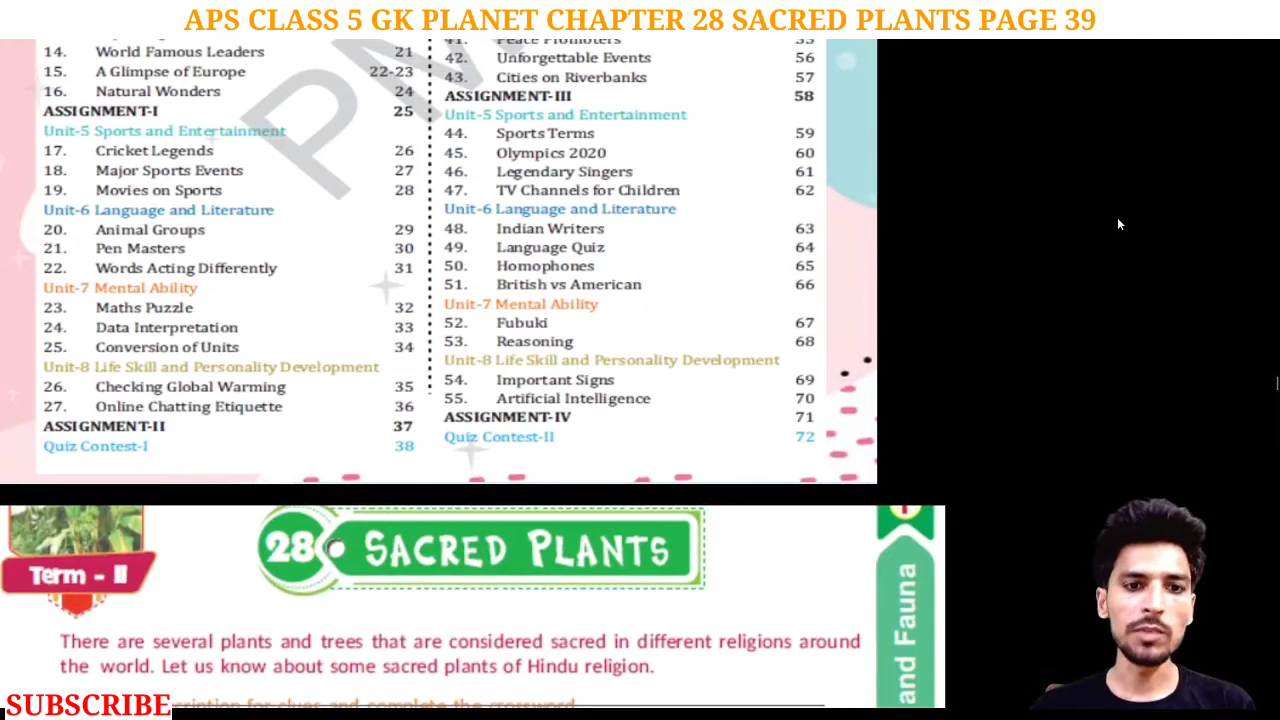 APS CLASS 5 GK PLANET CHAPTER 28 SACRED PLANTS PAGE 39
14. World Famous Leaders 21
15. A Glimpse of Europe 22-23
16. Natural Wonders 24
ASSIGNMENT-I 25
Unit-5 Sports and Entertainment
17. Cricket Legends 26
18. Major Sports Events 27
19. Movies on Sports 28
Unit-6 Language and Literature
20. Animal Groups 29
21. Pen Masters 30
22. Words Acting Differently 31
Unit-7 Mental Ability
23. Maths Puzzle 32
24. Data Interpretation 33
25. Conversion of Units 34
Unit-8 Life Skill and Personality Development
26. Checking Global Warming 35
27. Online Chatting Etiquette 36
ASSIGNMENT-II 37
Quiz Contest-I 38
41. Peace Promoters 55
42. Unforgettable Events 56
43. Cities on Riverbanks 57
ASSIGNMENT-III 58
Unit-5 Sports and Entertainment
44. Sports Terms 59
45. Olympics 2020 60
46. Legendary Singers 61
47. TV Channels for Children 62
Unit-6 Language and Literature
48. Indian Writers 63
49. Language Quiz 64
50. Homophones 65
51. British vs American 66
Unit-7 Mental Ability
52. Fubuki 67
53. Reasoning 68
Unit-8 Life Skill and Personality Development
54. Important Signs 69
55. Artificial Intelligence 70
ASSIGNMENT-IV 71
Quiz Contest-II 72
PM
Term - II
28 SACRED PLANTS
and Fauna
There are several plants and trees that are considered sacred in different religions around
the world. Let us know about some sacred plants of Hindu religion.
for clues and complete the crossword
SUBSCRIBE